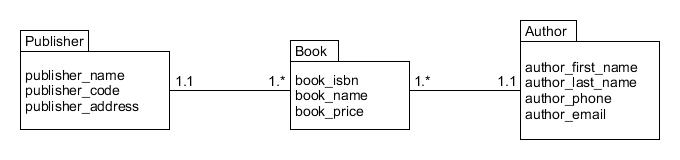 Publisher
publisher_name
publisher_code
publisher_address
1.1
1.*
Book
book_isbn
book_name
book_price
1.*
1.1
Author
author_first_name
author_last_name
author_phone
author_email